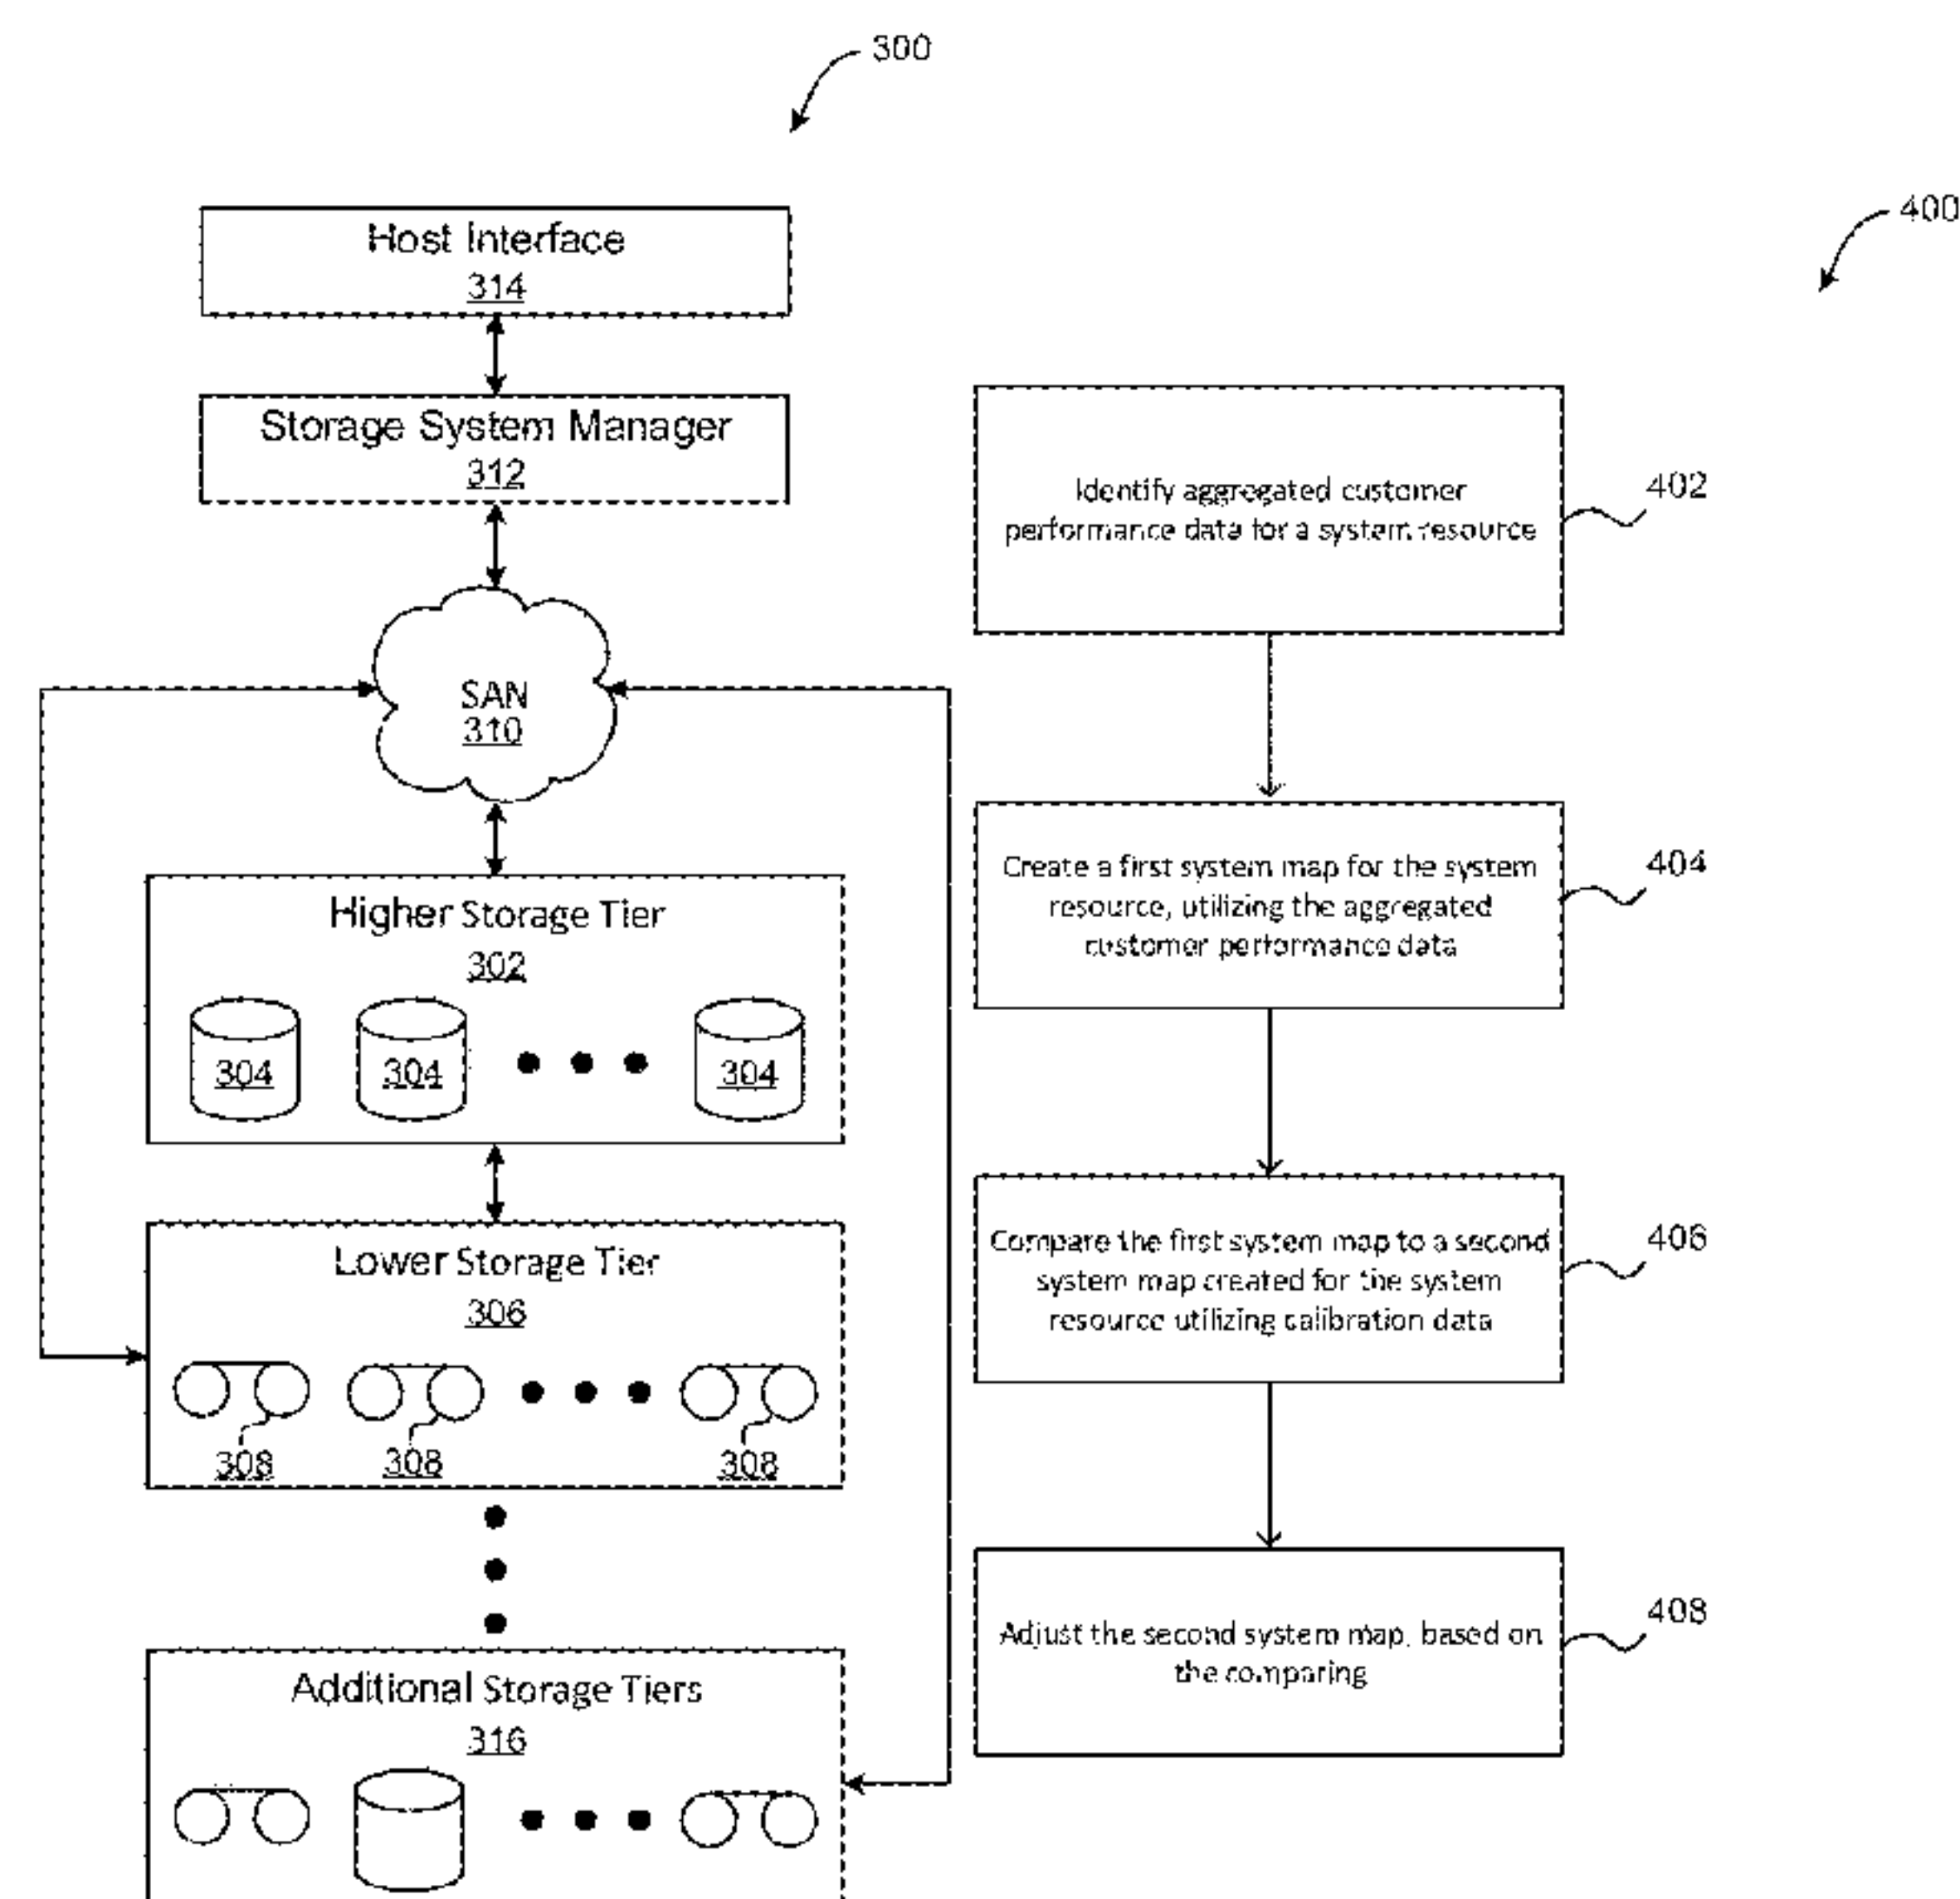 300
Host Interface
314
Storage System Manager
312
SAN
310
Higher Storage Tier
302
304
304
304
Lower Storage Tier
306
308
308
308
Additional Storage Tiers
316
400
Identify aggregated customer
performance data for a system resource
402
Create a first system map for the system
resource, utilizing the aggregated
customer performance data
404
Compare the first system map to a second
system map created for the system
resource utilizing calibration data
406
Adjust the second system map, based on
the comparing
408